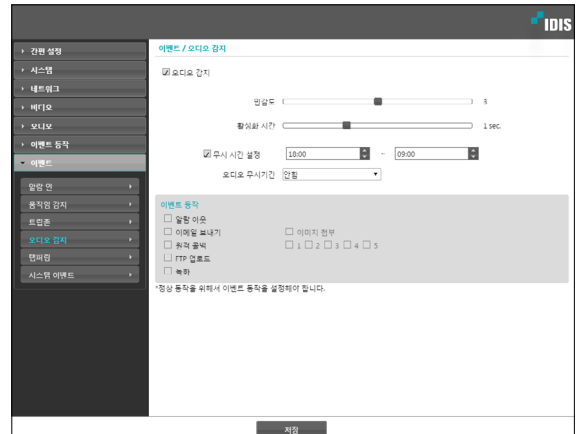 IDIS
간편 설정
시스템
네트워크
비디오
오디오
이벤트 동작
이벤트
알람 인
움직임 감지
트립존
오디오 감지
탬퍼링
시스템 이벤트
이벤트 / 오디오 감지
오디오 감지
민감도 8
활성화 시간 1 sec.
무시 시간 설정 18:00 ~ 09:00
오디오 무시기간 안함
이벤트 동작
알람 아웃
이메일 보내기 이미지 첨부
원격 콜백 1 2 3 4 5
FTP 업로드
녹화
*정상 동작을 위해서 이벤트 동작을 설정해야 합니다.
저장